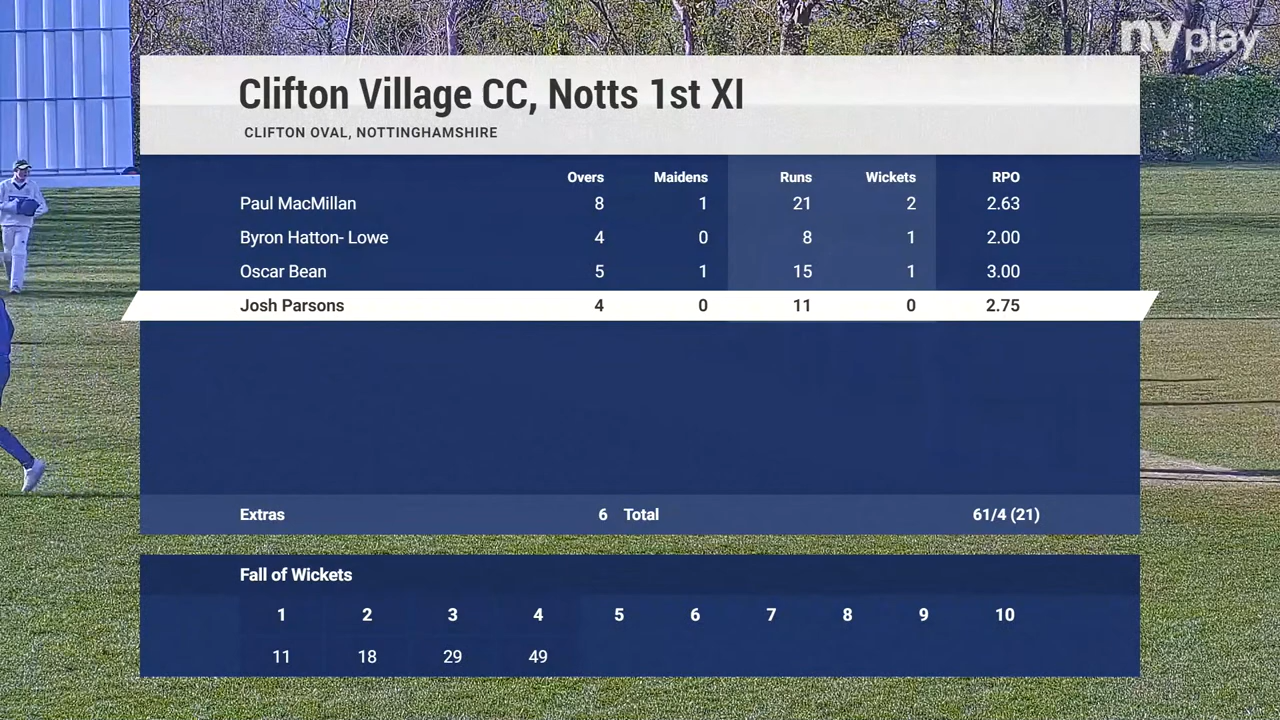 nvplay
Clifton Village CC, Notts 1st XI
CLIFTON OVAL, NOTTINGHAMSHIRE
Overs Maidens Runs Wickets RPO
Paul MacMillan 8 1 21 2 2.63
Byron Hatton- Lowe 4 0 8 1 2.00
Oscar Bean 5 1 15 1 3.00
Josh Parsons 4 0 11 0 2.75
Extras 6 Total 61/4 (21)
Fall of Wickets
1 2 3 4 5 6 7 8 9 10
11 18 29 49